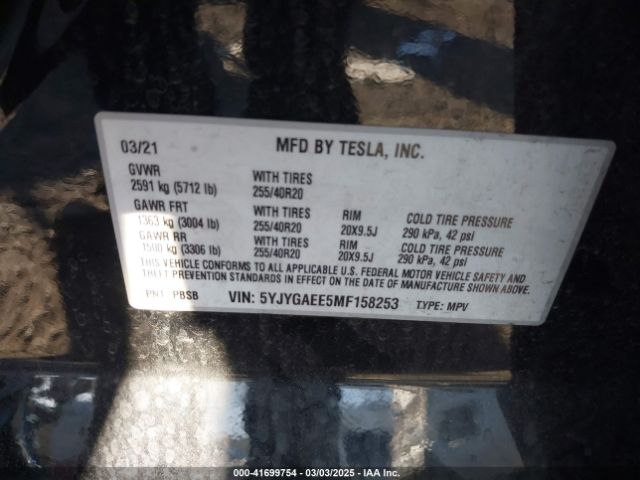 03/21 MFD BY TESLA, INC.
GVWR
2591 kg (5712 lb) WITH TIRES 255/40R20
GAWR FRT
1363 kg (3004 lb) WITH TIRES 255/40R20 RIM 20X9.5J COLD TIRE PRESSURE 290 kPa, 42 psi
GAWR RR
1500 kg (3306 lb) WITH TIRES 255/40R20 RIM 20X9.5J COLD TIRE PRESSURE 290 kPa, 42 psi
THIS VEHICLE CONFORMS TO ALL APPLICABLE U.S. FEDERAL MOTOR VEHICLE SAFETY AND
THEFT PREVENTION STANDARDS IN EFFECT ON THE DATE OF MANUFACTURE SHOWN ABOVE.
PNT: PBSB VIN: 5YJYGAEE5MF158253 TYPE: MPV
000-41699754 - 03/03/2025 - IAA Inc.